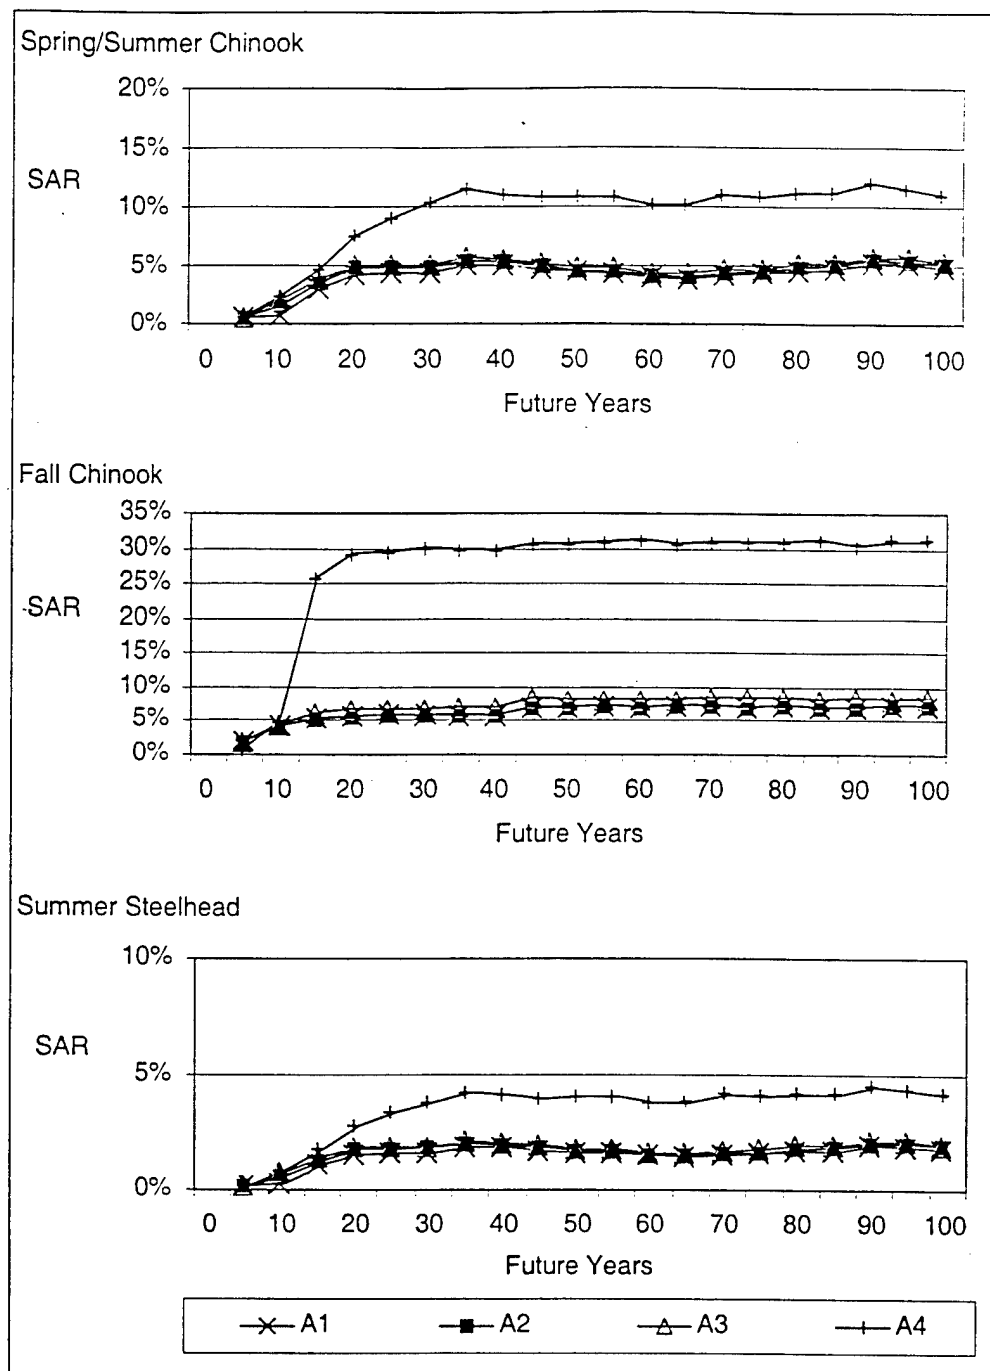 Spring/Summer Chinook
20%
15%
SAR
10%
5%
0%
0 10 20 30 40 50 60 70 80 90 100
Future Years
Fall Chinook
35%
30%
25%
SAR
20%
15%
10%
5%
0%
0 10 20 30 40 50 60 70 80 90 100
Future Years
Summer Steelhead
10%
SAR
5%
0%
0 10 20 30 40 50 60 70 80 90 100
Future Years
A1 A2 A3 A4